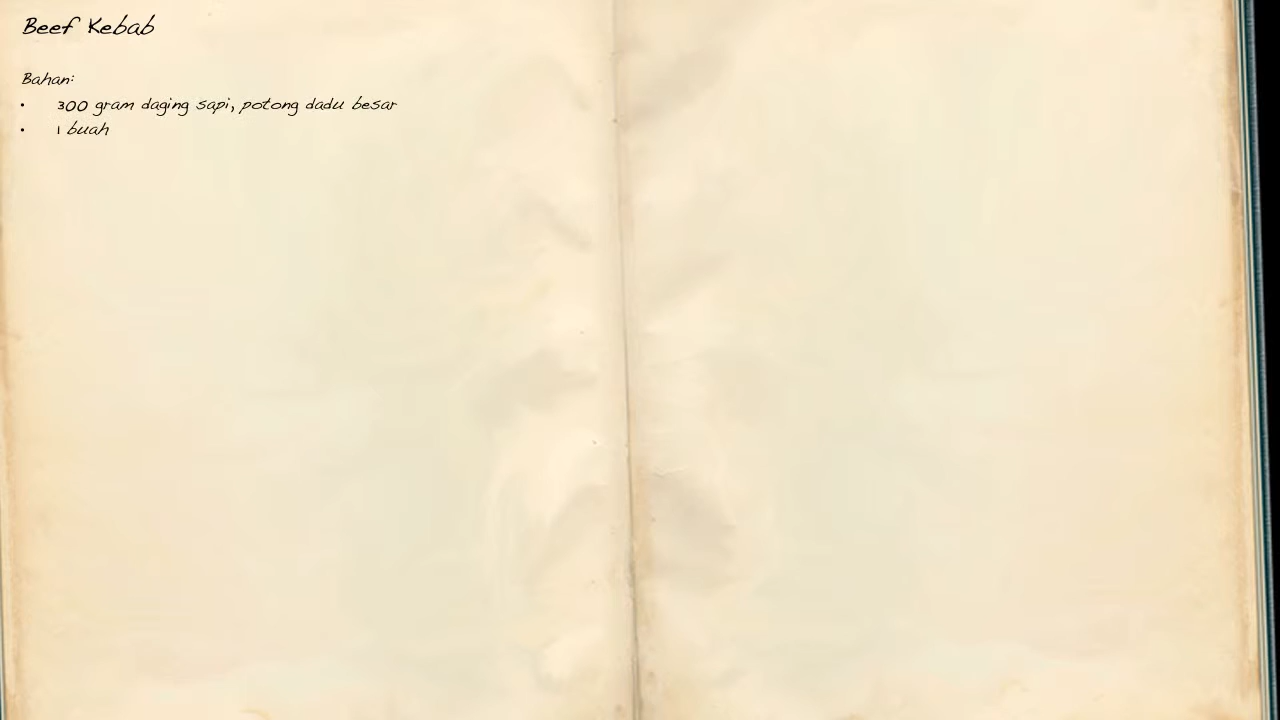 Beef Kebab
Bahan:
• 300 gram daging sapi, potong dadu besar
• 1 buah